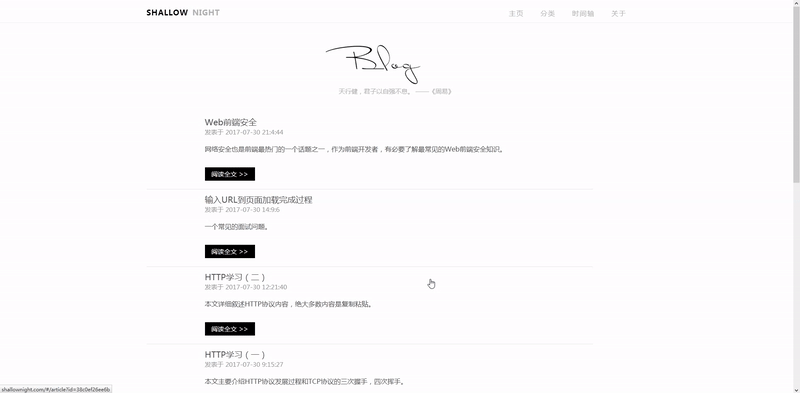 SHALLOW NIGHT
主页 分类 时间轴 关于
Blog
天行健，君子以自强不息。 ——《周易》
Web前端安全
发表于 2017-07-30 21:4:44
网络安全也是前端最热门的一个话题之一，作为前端开发者，有必要了解最常见的Web前端安全知识。
阅读全文 >>
输入URL到页面加载完成过程
发表于 2017-07-30 14:9:6
一个常见的面试问题。
阅读全文 >>
HTTP学习（二）
发表于 2017-07-30 12:21:40
本文详细叙述HTTP协议内容，绝大多数内容是复制粘贴。
阅读全文 >>
HTTP学习（一）
发表于 2017-07-30 9:15:27
本文主要介绍HTTP协议发展过程和TCP协议的三次握手，四次挥手。
shallownight.com/#/article?id=38c0ef26ee6b